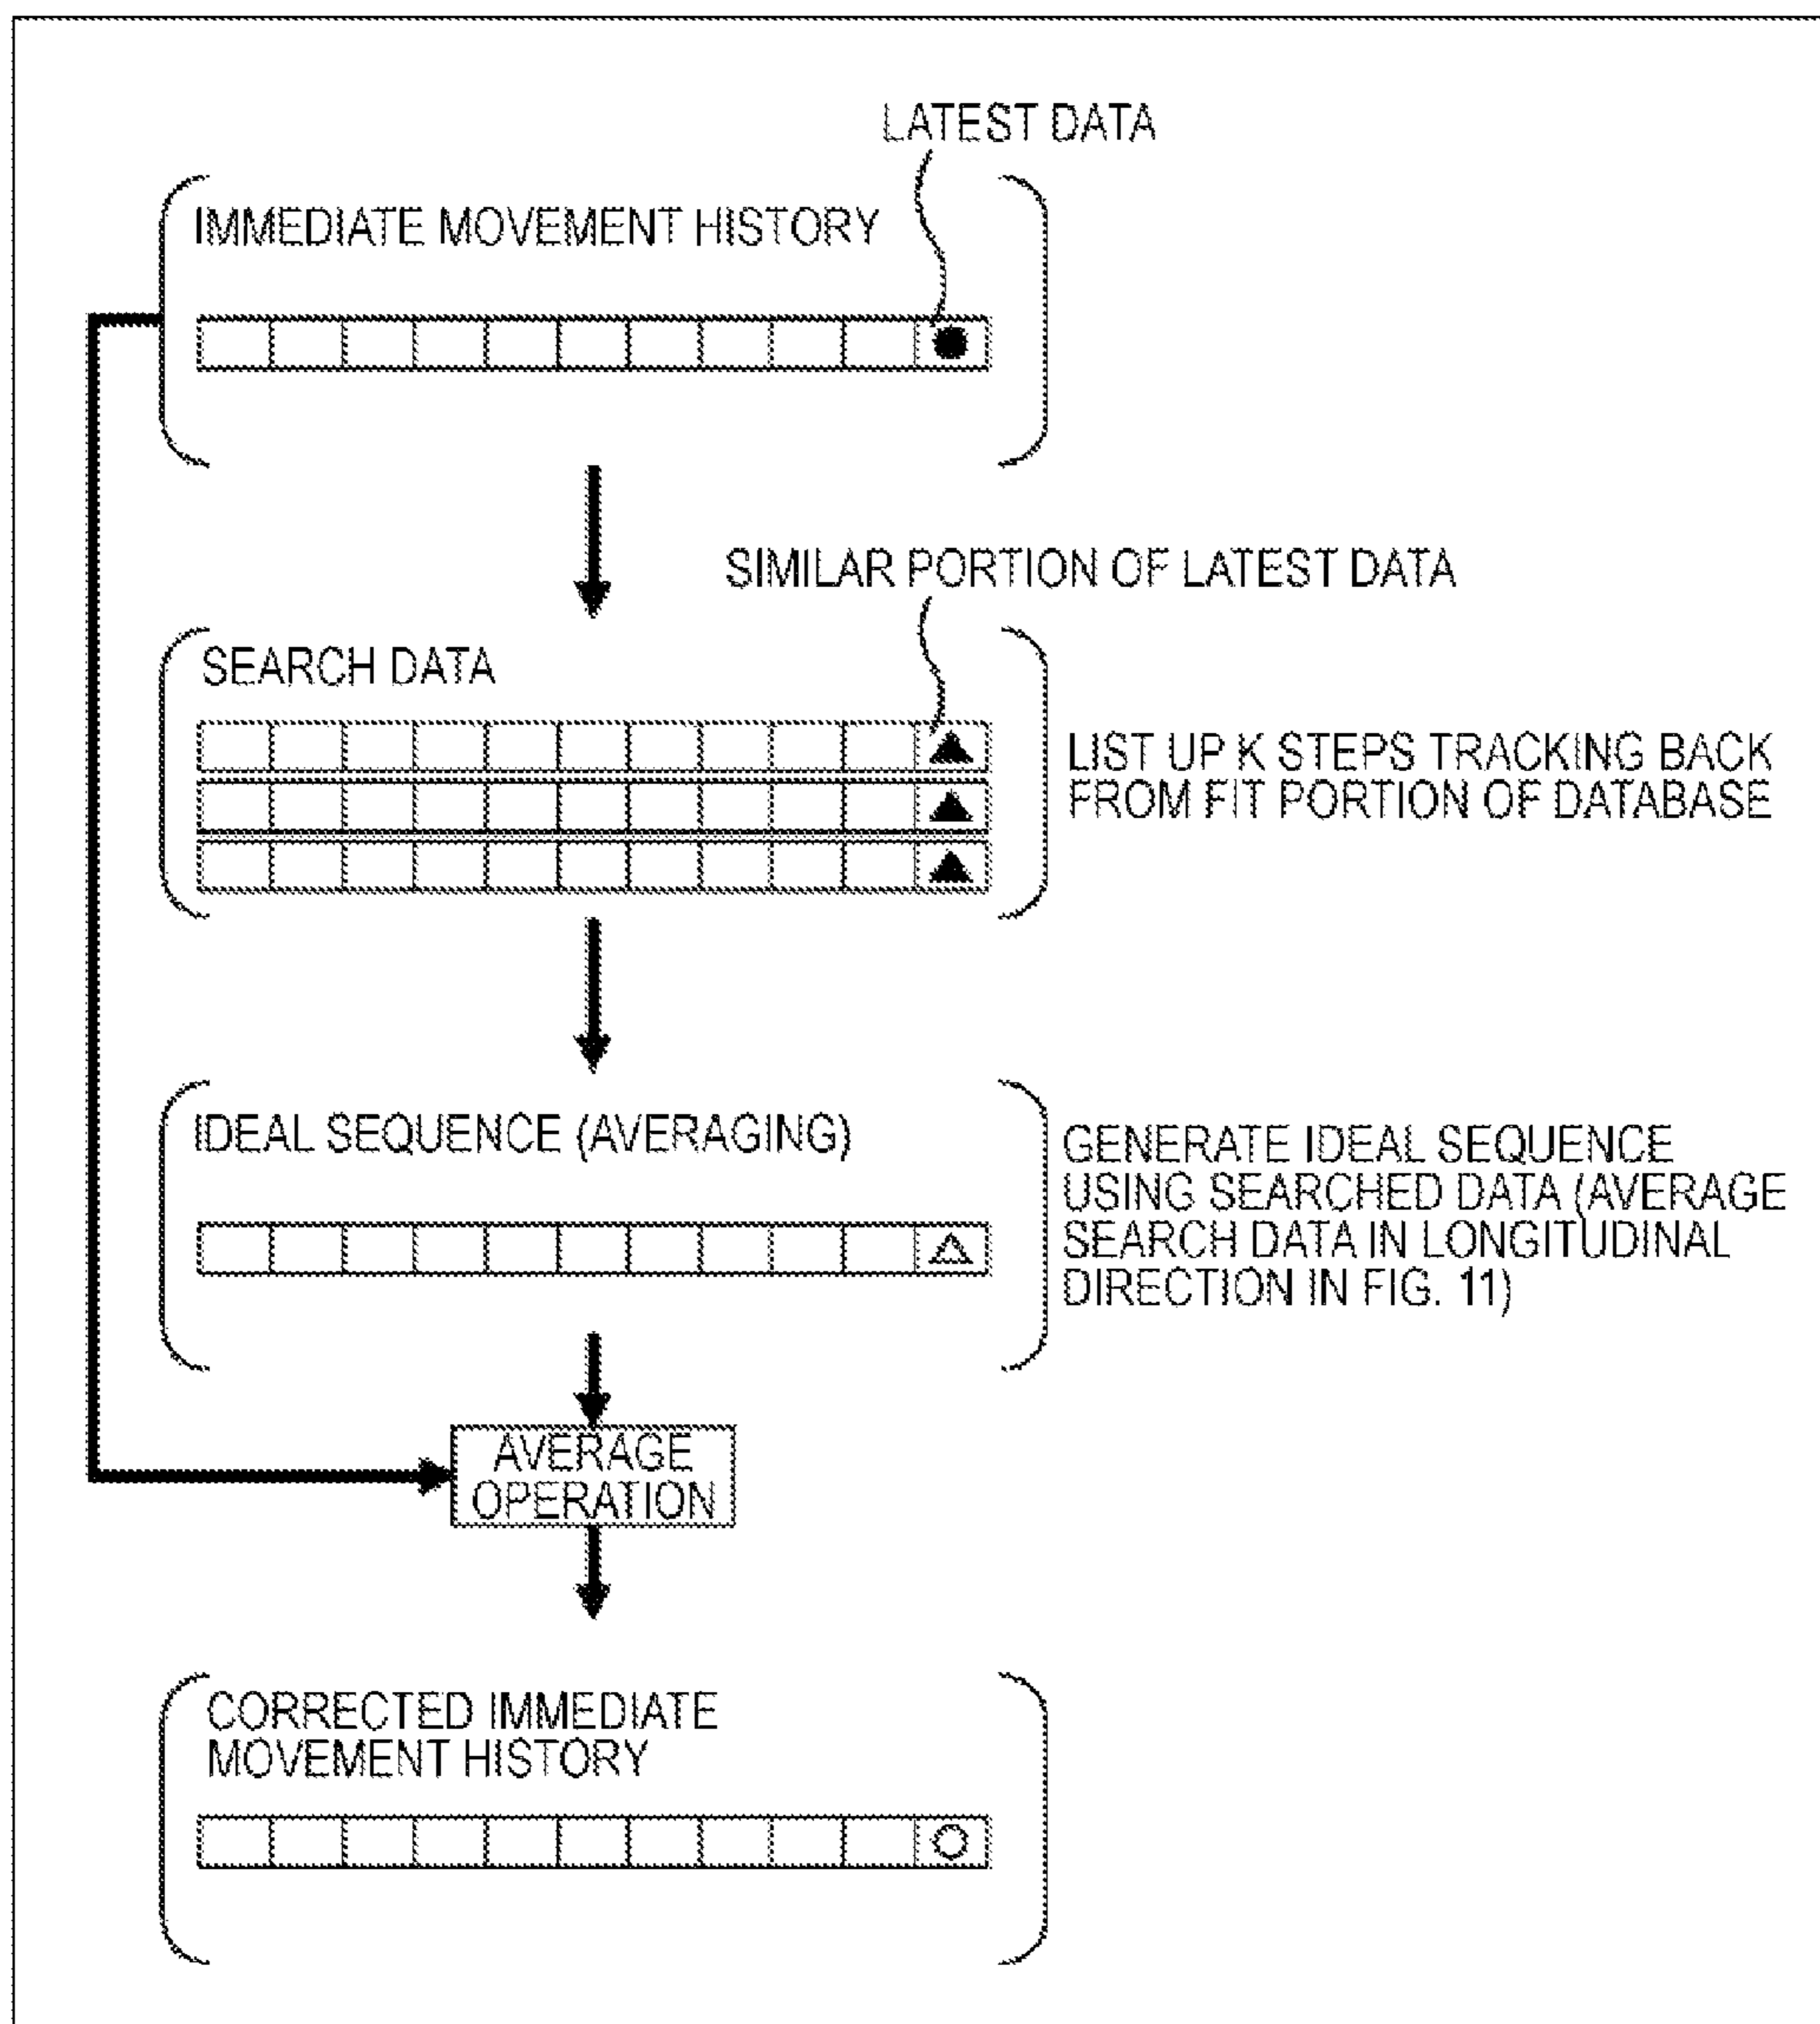 LATEST DATA
IMMEDIATE MOVEMENT HISTORY
SIMILAR PORTION OF LATEST DATA
SEARCH DATA
LIST UP K STEPS TRACKING BACK
FROM FIT PORTION OF DATABASE
IDEAL SEQUENCE (AVERAGING)
GENERATE IDEAL SEQUENCE
USING SEARCHED DATA (AVERAGE
SEARCH DATA IN LONGITUDINAL
DIRECTION IN FIG. 11)
AVERAGE
OPERATION
CORRECTED IMMEDIATE
MOVEMENT HISTORY